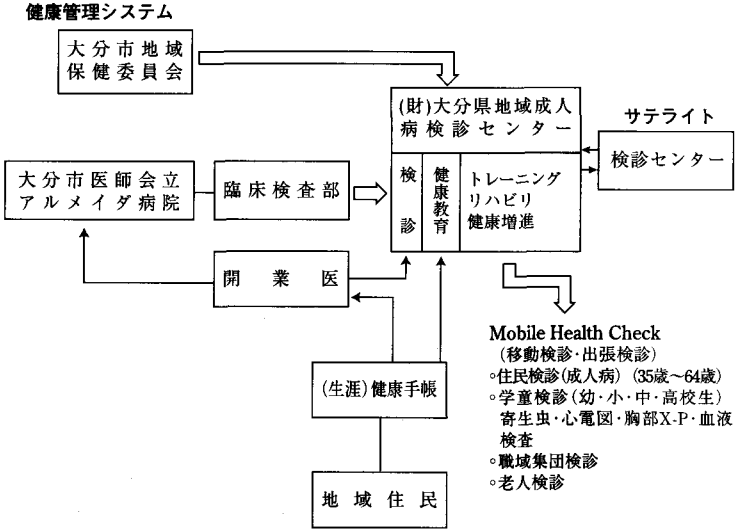 健康管理システム
大分市地域
保健委員会
(財)大分県地域成人
病検診センター
サテライト
検診センター
大分市医師会立
アルメイダ病院
臨床検査部
検診
健康教育
トレーニング
リハビリ
健康増進
開業医
Mobile Health Check
(移動検診・出張検診)
○住民検診(成人病) (35歳〜64歳)
○学童検診(幼・小・中・高校生)
寄生虫・心電図・胸部X-P・血液
検査
○職域集団検診
○老人検診
(生涯)健康手帳
地域住民